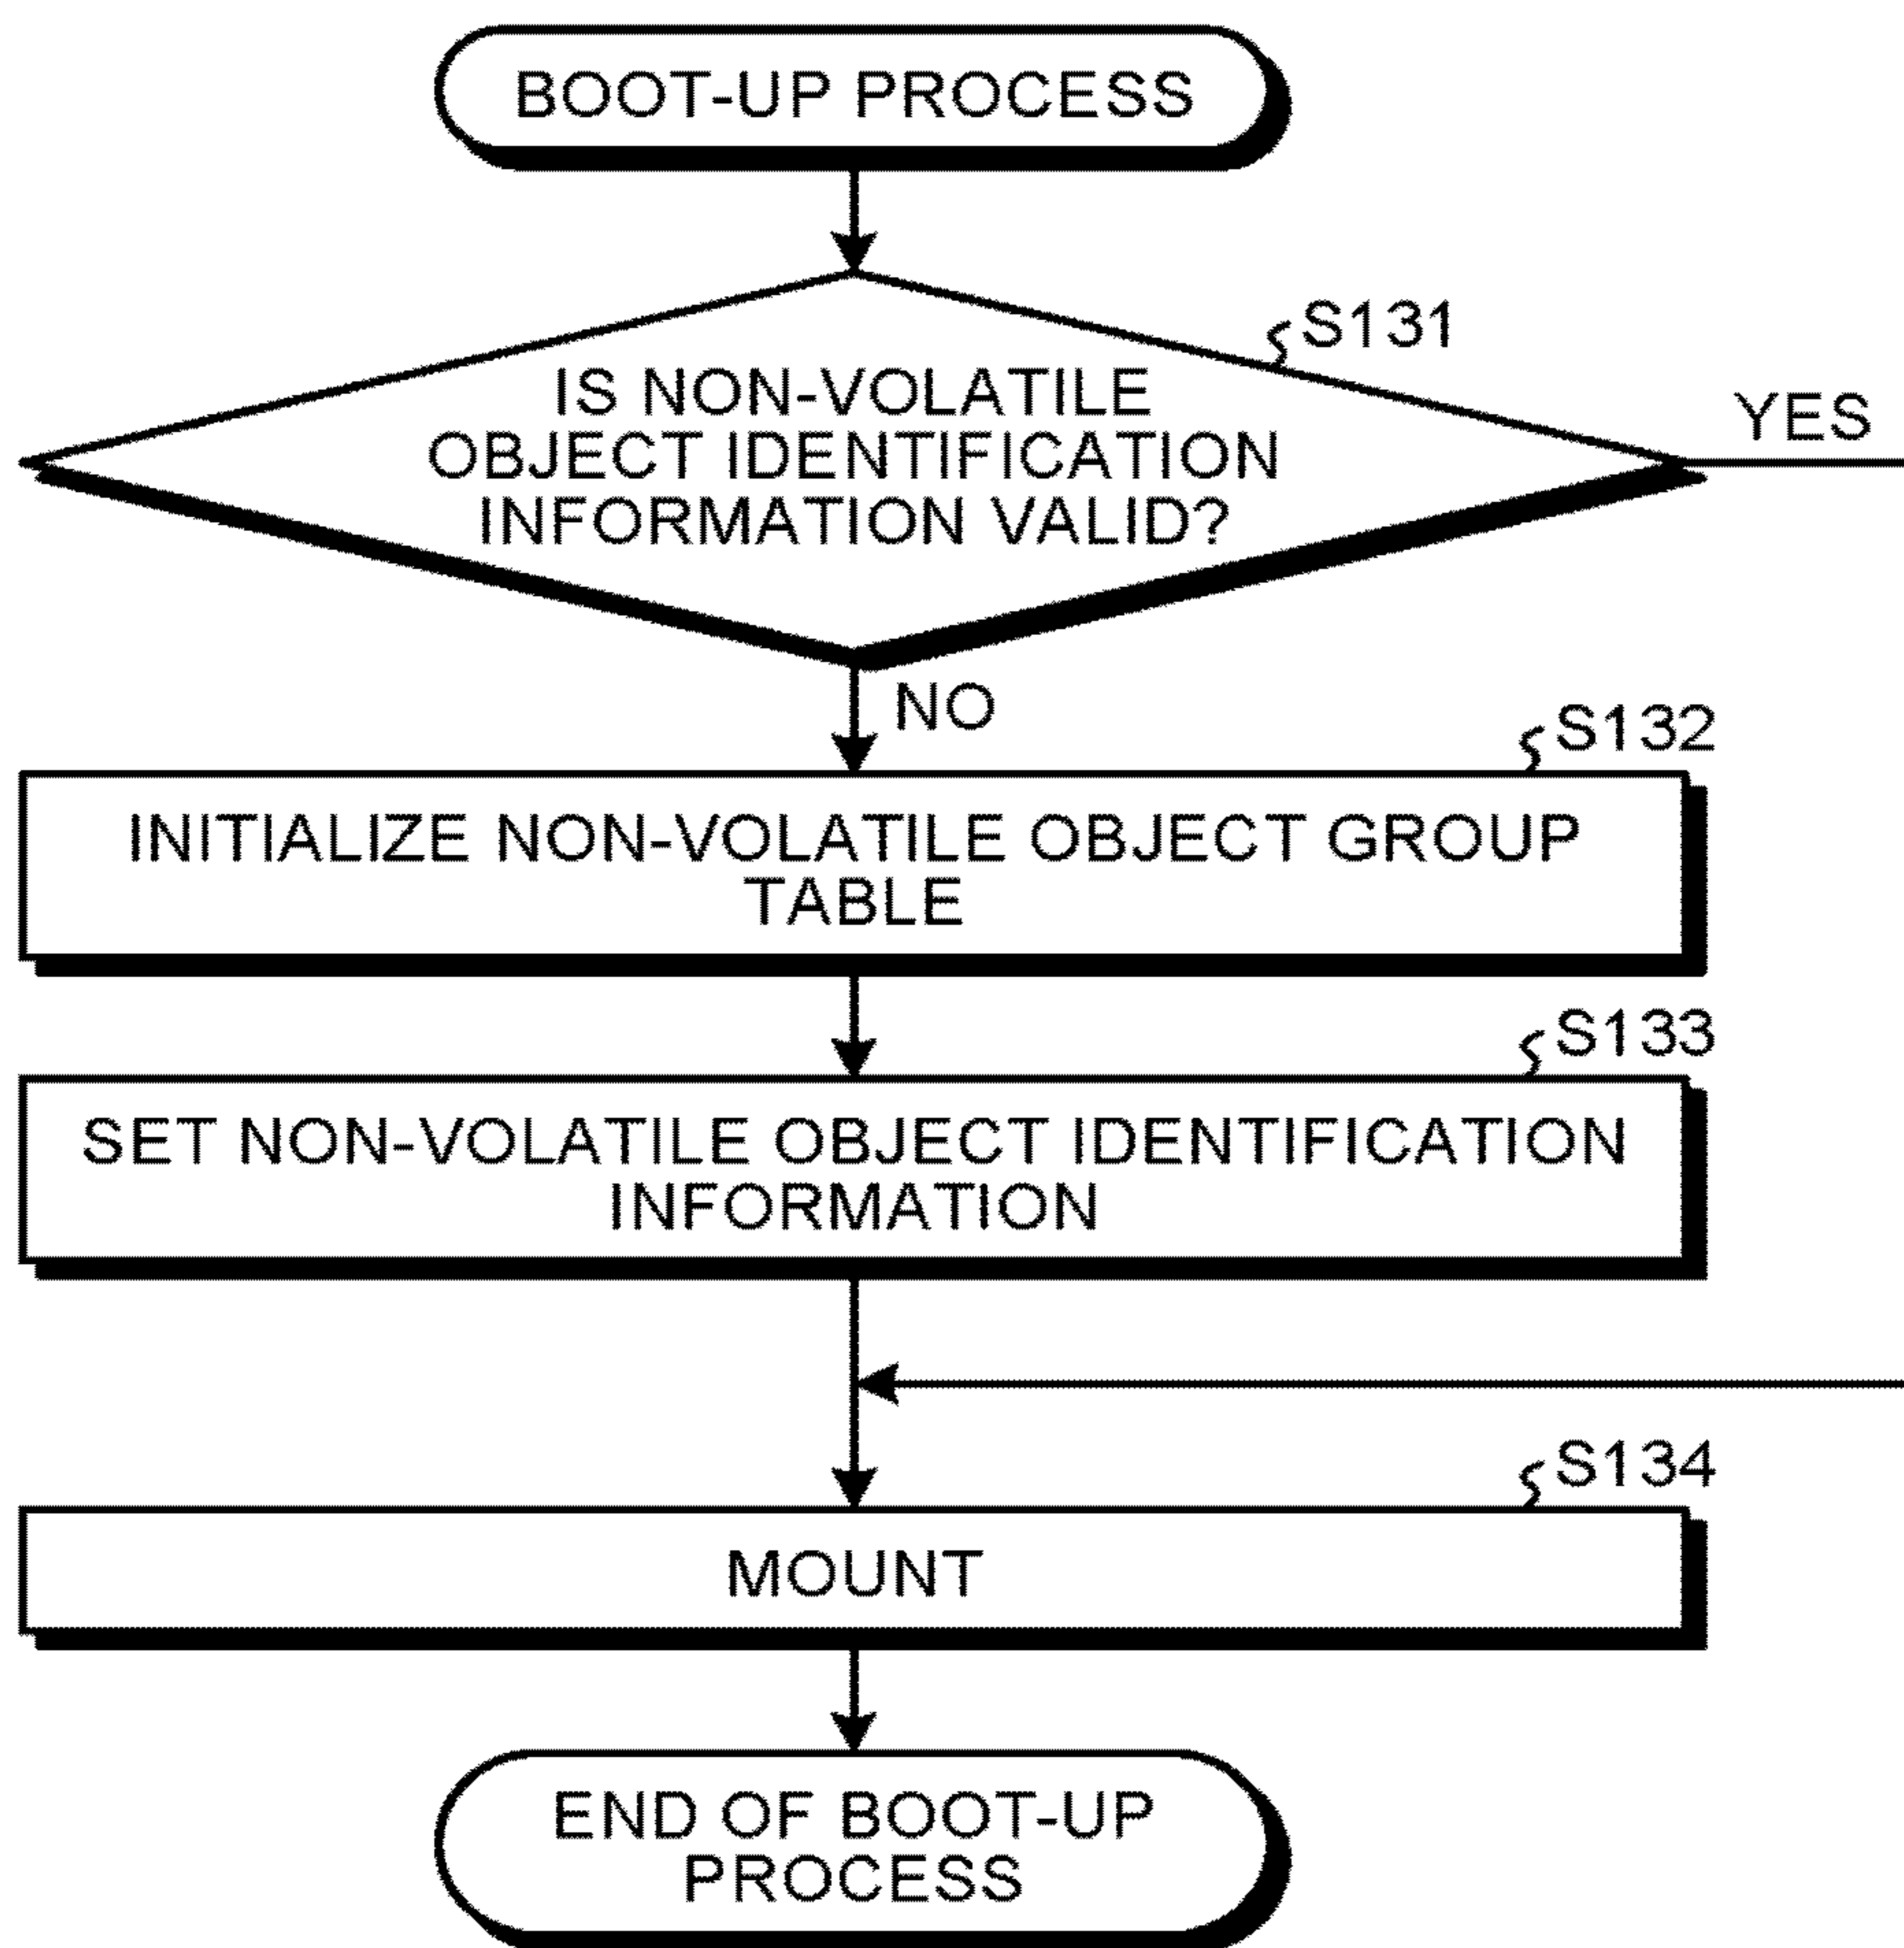 BOOT-UP PROCESS
S131
IS NON-VOLATILE
OBJECT IDENTIFICATION
INFORMATION VALID?
YES
NO
S132
INITIALIZE NON-VOLATILE OBJECT GROUP
TABLE
S133
SET NON-VOLATILE OBJECT IDENTIFICATION
INFORMATION
S134
MOUNT
END OF BOOT-UP
PROCESS